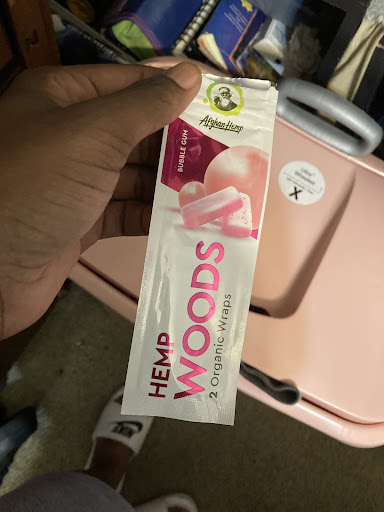 Afghan Hemp
BUBBLE GUM
HEMP
WOODS
2 Organic Wraps
X